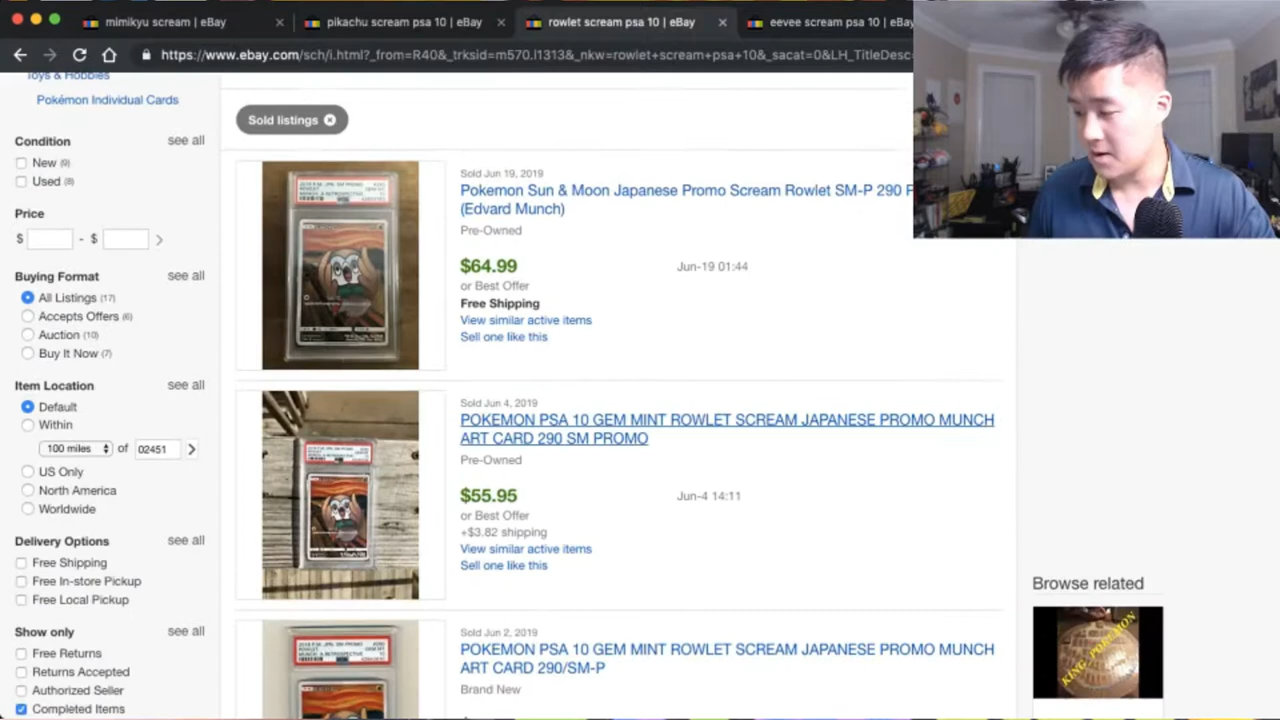 mimikyu scream | eBay
pikachu scream psa 10 | eBay
rowlet scream psa 10 | eBay
eevee scream psa 10 | eBay
https://www.ebay.com/sch/i.html?_from=R40&_trksid=m570.l1313&_nkw=rowlet+scream+psa+10&_sacat=0&LH_TitleDesc=
Toys & Hobbies
Pokémon Individual Cards
Condition see all
New (9)
Used (8)
Price
$ - $
Buying Format see all
All Listings (17)
Accepts Offers (6)
Auction (10)
Buy It Now (7)
Item Location see all
Default
Within
100 miles of 02451
US Only
North America
Worldwide
Delivery Options see all
Free Shipping
Free In-store Pickup
Free Local Pickup
Show only see all
Free Returns
Returns Accepted
Authorized Seller
Completed Items
Sold listings
Sold Jun 19, 2019
Pokemon Sun & Moon Japanese Promo Scream Rowlet SM-P 290 P
(Edvard Munch)
Pre-Owned
$64.99 Jun-19 01:44
or Best Offer
Free Shipping
View similar active items
Sell one like this
Sold Jun 4, 2019
POKEMON PSA 10 GEM MINT ROWLET SCREAM JAPANESE PROMO MUNCH
ART CARD 290 SM PROMO
Pre-Owned
$55.95 Jun-4 14:11
or Best Offer
+$3.82 shipping
View similar active items
Sell one like this
Sold Jun 2, 2019
POKEMON PSA 10 GEM MINT ROWLET SCREAM JAPANESE PROMO MUNCH
ART CARD 290/SM-P
Brand New
Browse related
KING POKEMON